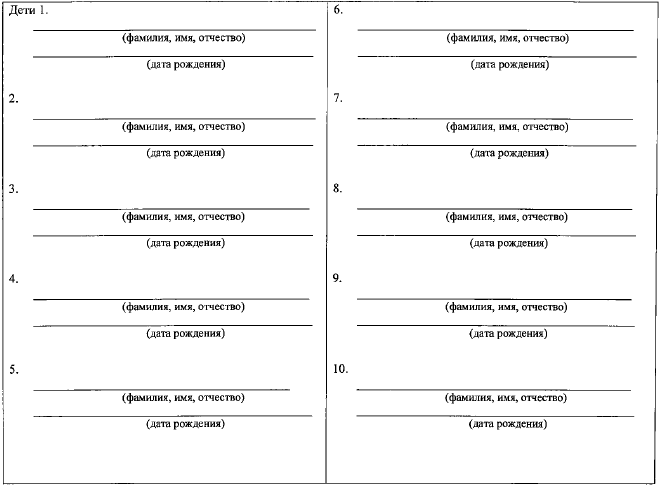 Дети 1.
(фамилия, имя, отчество)
(дата рождения)
2.
(фамилия, имя, отчество)
(дата рождения)
3.
(фамилия, имя, отчество)
(дата рождения)
4.
(фамилия, имя, отчество)
(дата рождения)
5.
(фамилия, имя, отчество)
(дата рождения)
6.
(фамилия, имя, отчество)
(дата рождения)
7.
(фамилия, имя, отчество)
(дата рождения)
8.
(фамилия, имя, отчество)
(дата рождения)
9.
(фамилия, имя, отчество)
(дата рождения)
10.
(фамилия, имя, отчество)
(дата рождения)